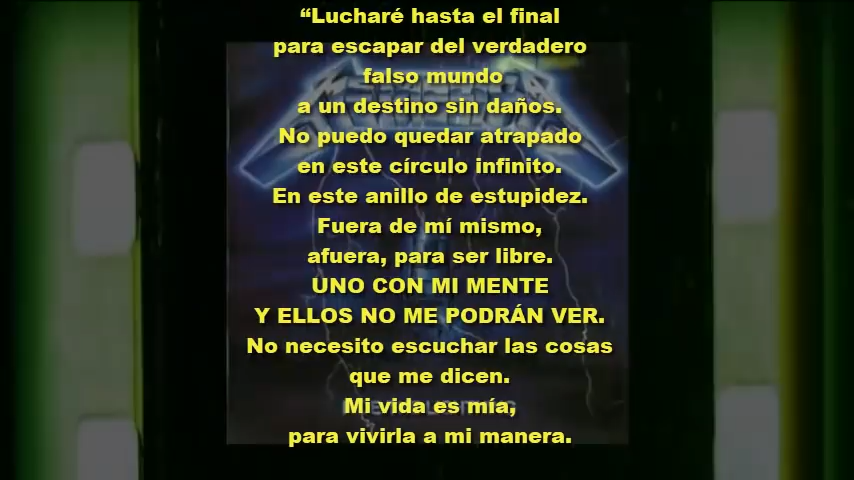 “Lucharé hasta el final
para escapar del verdadero
falso mundo
a un destino sin daños.
No puedo quedar atrapado
en este círculo infinito.
En este anillo de estupidez.
Fuera de mí mismo,
afuera, para ser libre.
UNO CON MI MENTE
Y ELLOS NO ME PODRÁN VER.
No necesito escuchar las cosas
que me dicen.
Mi vida es mía,
para vivirla a mi manera.